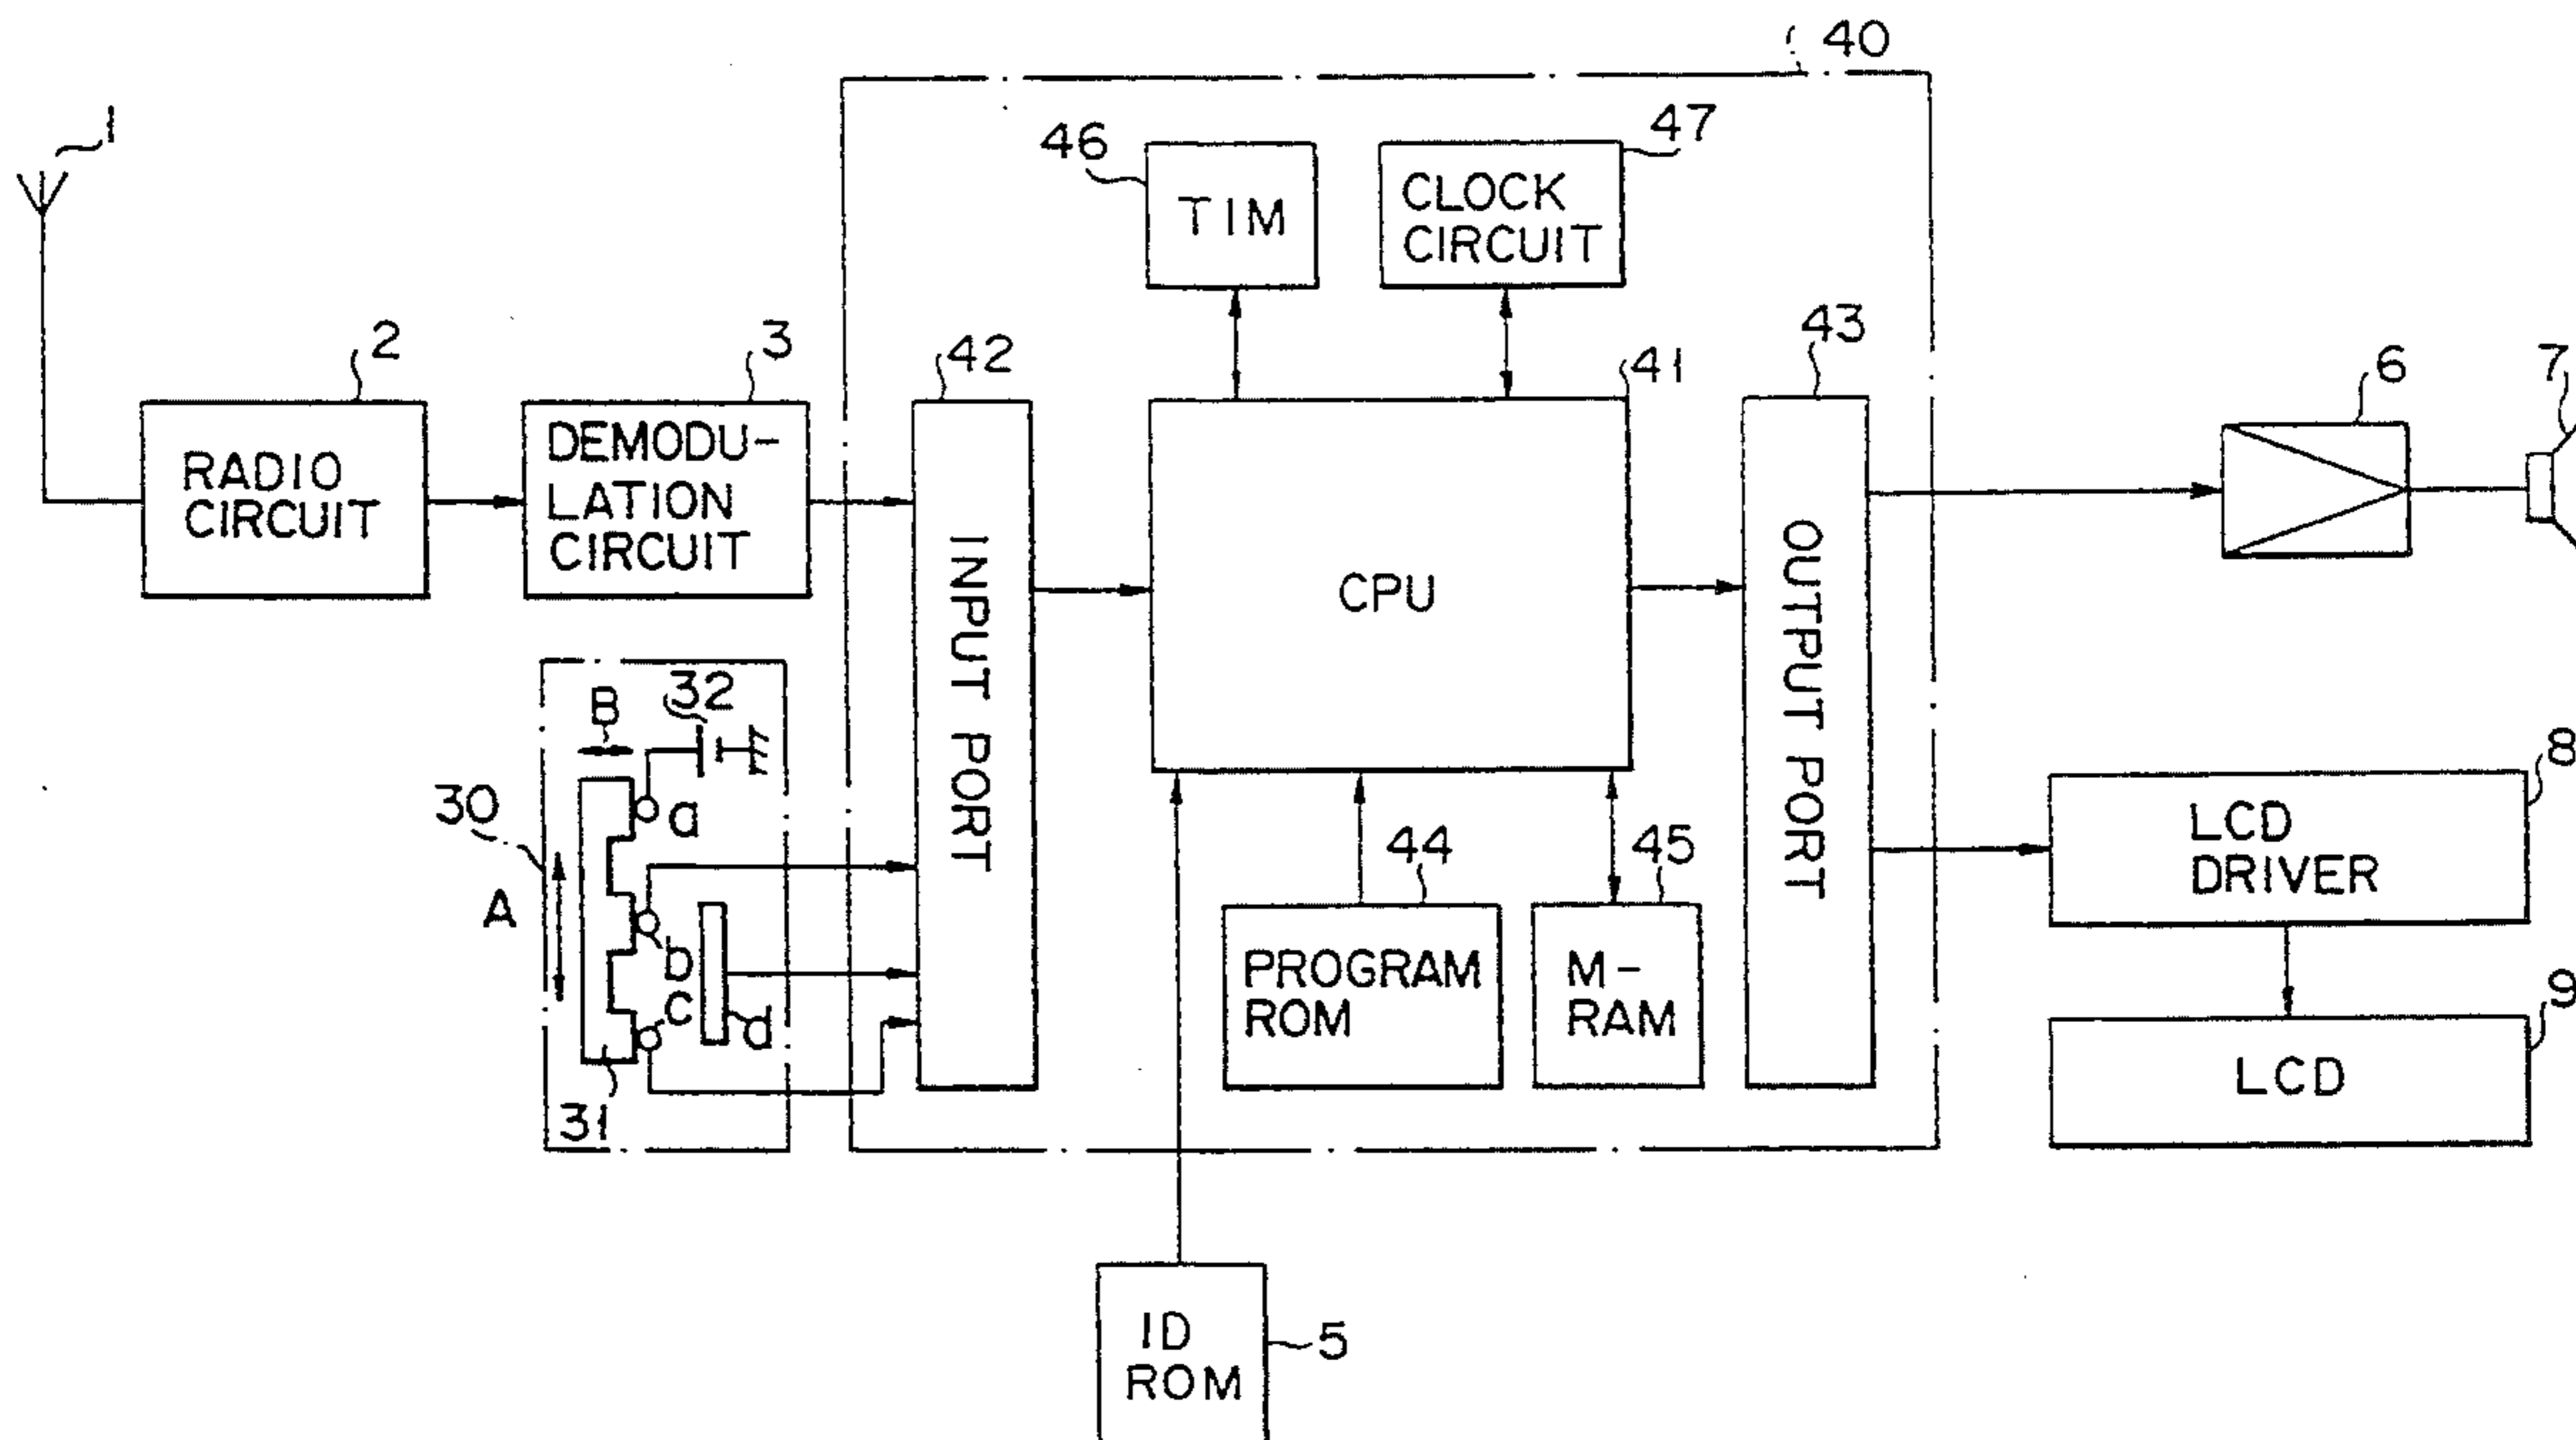 40
1
46
TIM
47
CLOCK
CIRCUIT
2
RADIO
CIRCUIT
3
DEMODU-
LATION
CIRCUIT
42
INPUT PORT
41
CPU
43
OUTPUT PORT
6
7
30
A
B
32
a
b
c
d
31
44
PROGRAM
ROM
45
M-
RAM
8
LCD
DRIVER
9
LCD
ID
ROM
5